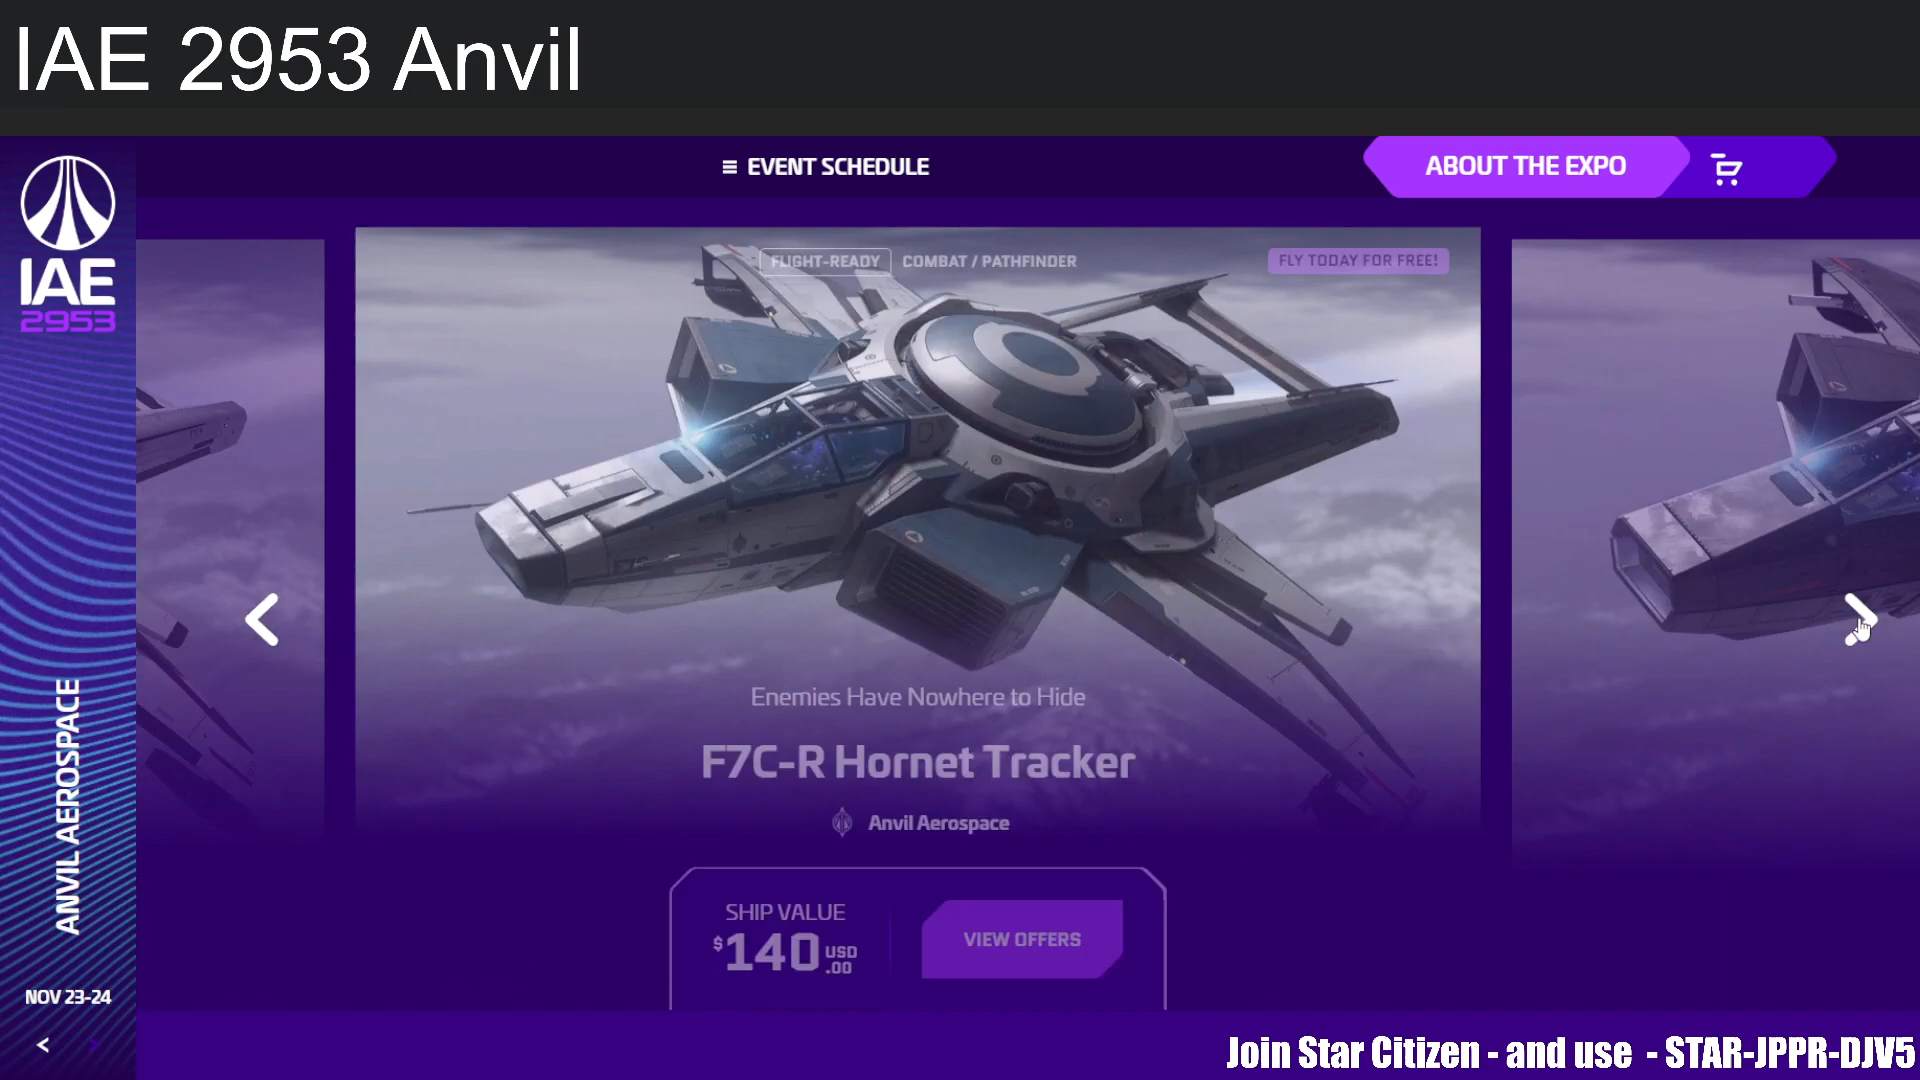 IAE 2953 Anvil
EVENT SCHEDULE
ABOUT THE EXPO
IAE
2953
FLIGHT-READY
COMBAT / PATHFINDER
FLY TODAY FOR FREE!
Enemies Have Nowhere to Hide
F7C-R Hornet Tracker
Anvil Aerospace
SHIP VALUE
$140 USD .00
VIEW OFFERS
ANVIL AEROSPACE
NOV 23-24
Join Star Citizen - and use - STAR-JPPR-DJV5